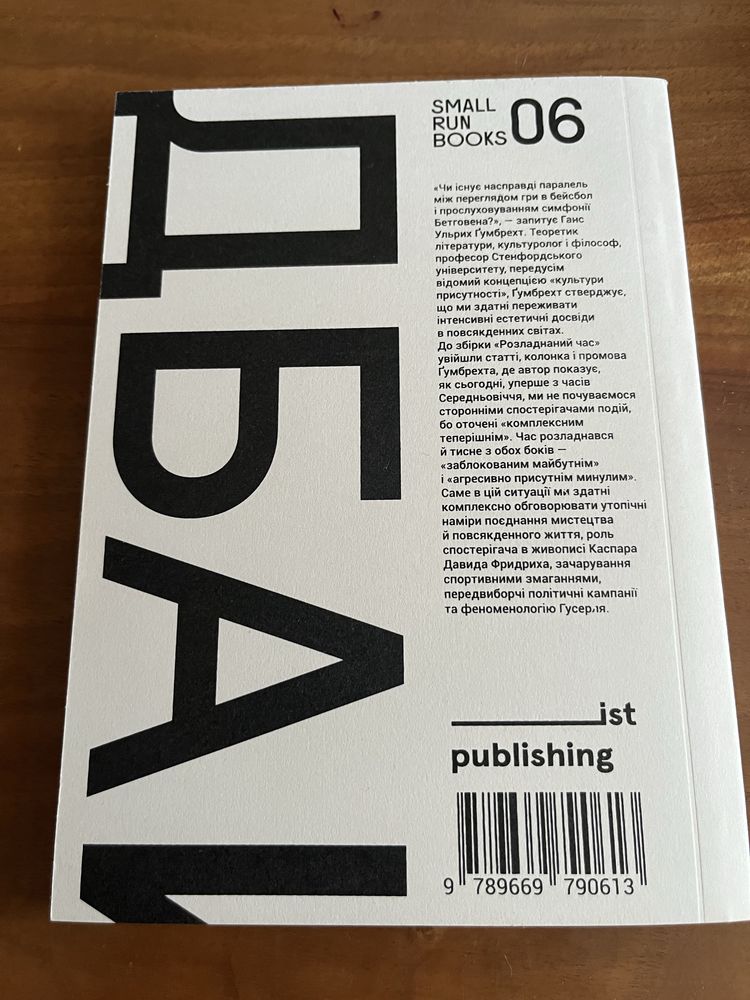 ДБАИ
SMALL
RUN
BOOKS 06
«Чи існує насправді паралель
між переглядом гри в бейсбол
і прослуховуванням симфонії
Бетговена?», — запитує Ганс
Ульрих Ґумбрехт. Теоретик
літератури, культуролог і філософ,
професор Стенфордського
університету, передусім
відомий концепцією «культури
присутності», Ґумбрехт стверджує,
що ми здатні переживати
інтенсивні естетичні досвіди
в повсякденних світах.
До збірки «Розладнаний час»
увійшли статті, колонка і промова
Ґумбрехта, де автор показує,
як сьогодні, уперше з часів
Середньовіччя, ми не почуваємося
сторонніми спостерігачами подій,
бо оточені «комплексним
теперішнім». Час розладнався
й тисне з обох боків —
«заблокованим майбутнім»
і «агресивно присутнім минулим».
Саме в цій ситуації ми здатні
комплексно обговорювати утопічні
наміри поєднання мистецтва
й повсякденного життя, роль
спостерігача в живописі Каспара
Давида Фридриха, зачарування
спортивними змаганнями,
передвиборчі політичні кампанії
та феноменологію Гусерля.
ist
publishing
9 789669 790613